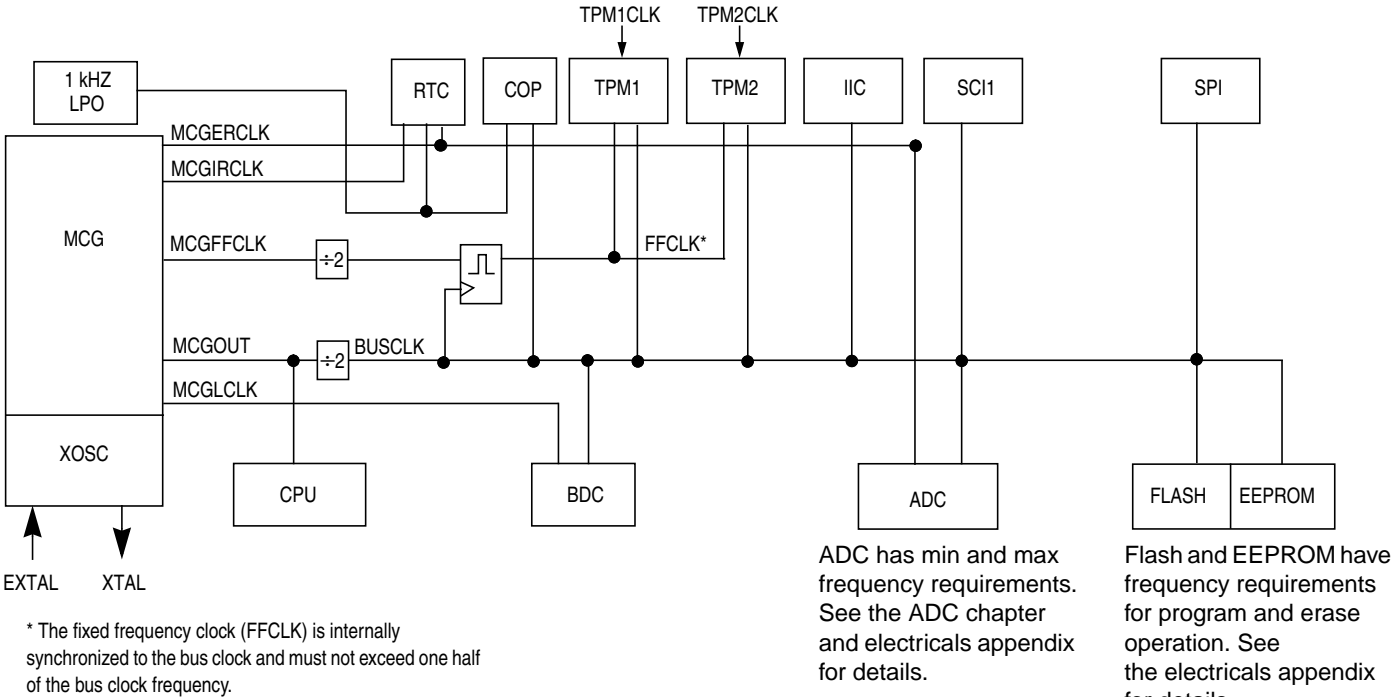 TPM1CLK TPM2CLK
1 kHZ
LPO
RTC COP TPM1 TPM2 IIC SCI1 SPI
MCGERCLK
MCGIRCLK
MCG
MCGFFCLK ÷2 FFCLK*
MCGOUT ÷2 BUSCLK
MCGLCLK
XOSC
CPU BDC ADC FLASH EEPROM
EXTAL XTAL
ADC has min and max
frequency requirements.
See the ADC chapter
and electricals appendix
for details.
Flash and EEPROM have
frequency requirements
for program and erase
operation. See
the electricals appendix
for details.
* The fixed frequency clock (FFCLK) is internally
synchronized to the bus clock and must not exceed one half
of the bus clock frequency.